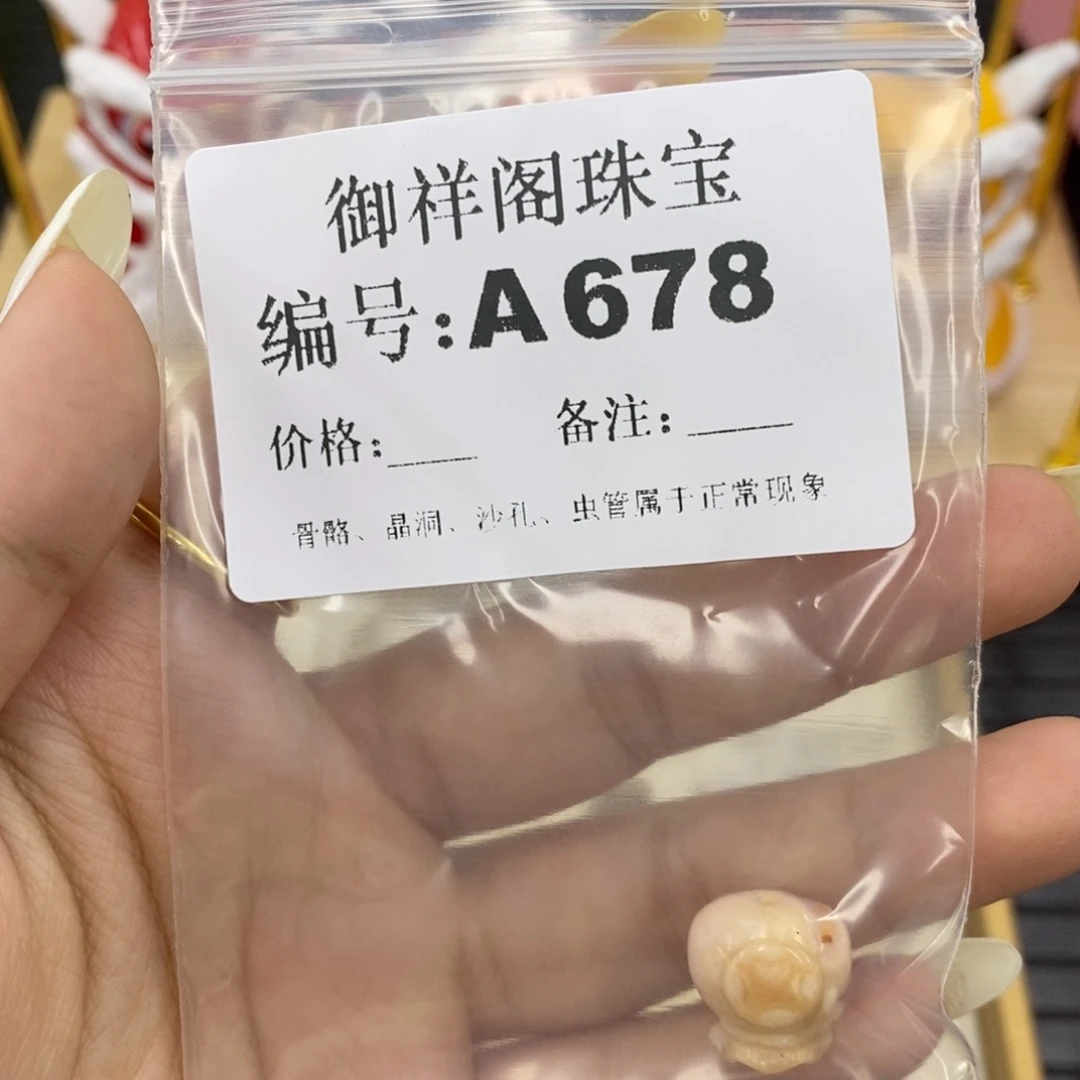 御祥阁珠宝
编号:A678
价格:____ 备注:____
骨骼、晶洞、沙孔、虫管属于正常现象